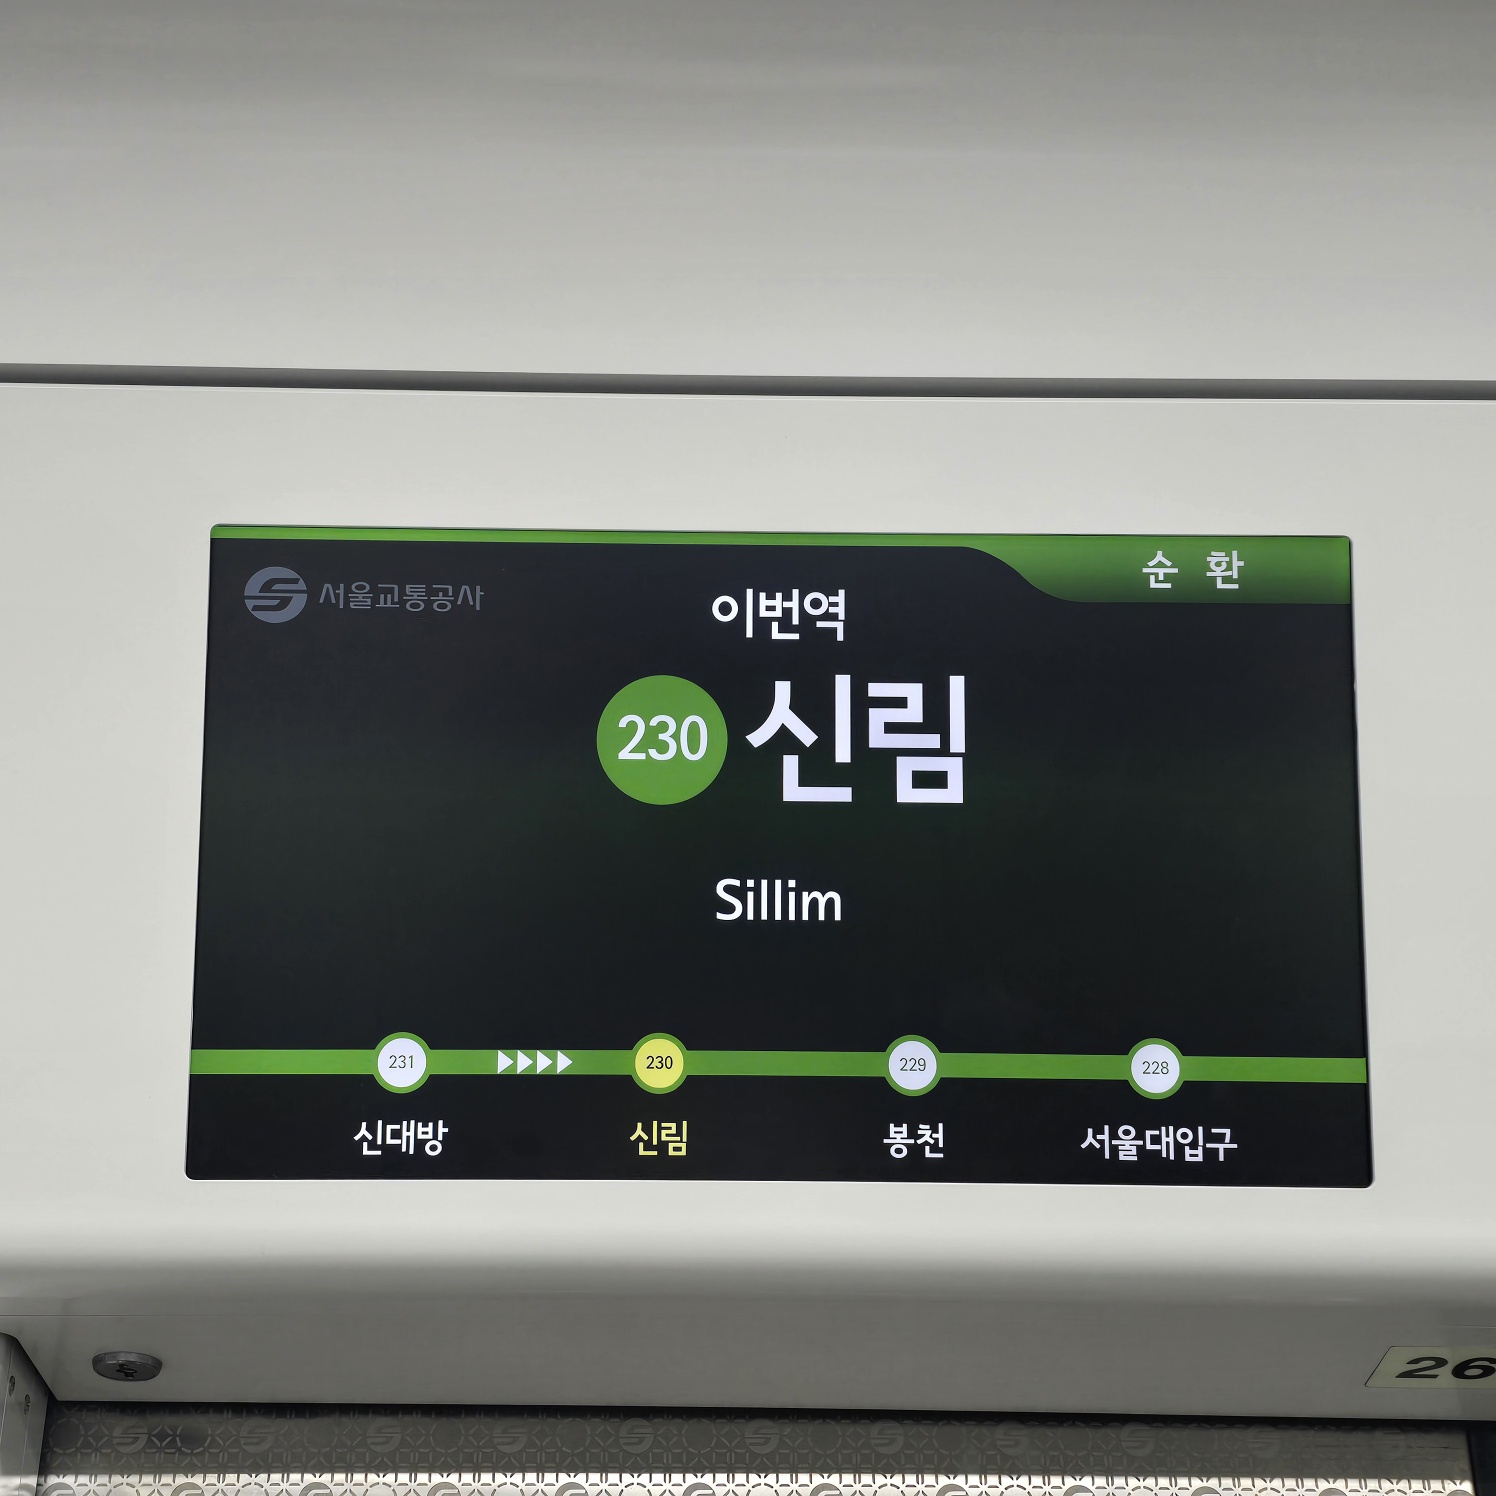 서울교통공사
순 환
이번역
230 신림
Sillim
231 230 229 228
신대방 신림 봉천 서울대입구
26